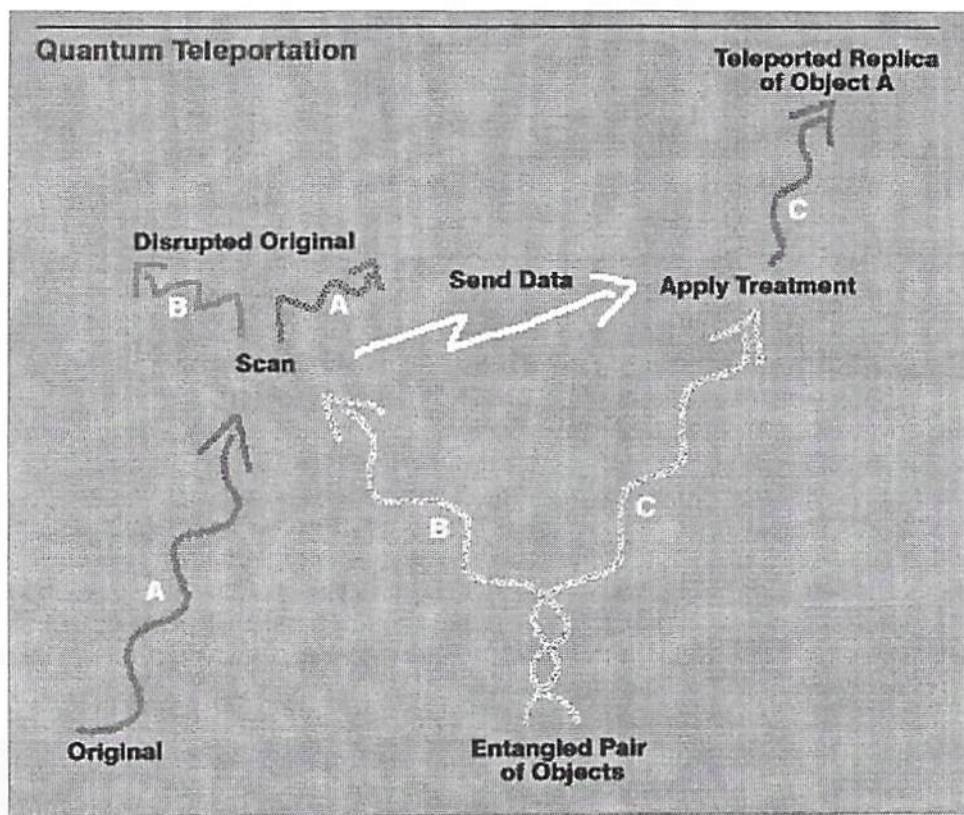 Quantum Teleportation
Teleported Replica
of Object A
C
Disrupted Original
B
A
Send Data
Apply Treatment
Scan
B
C
A
Original
Entangled Pair
of Objects